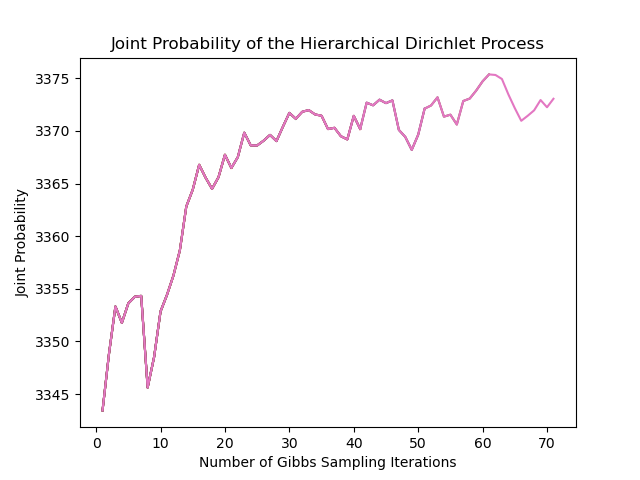 Joint Probability of the Hierarchical Dirichlet Process
Joint Probability
3375
3370
3365
3360
3355
3350
3345
0 10 20 30 40 50 60 70
Number of Gibbs Sampling Iterations